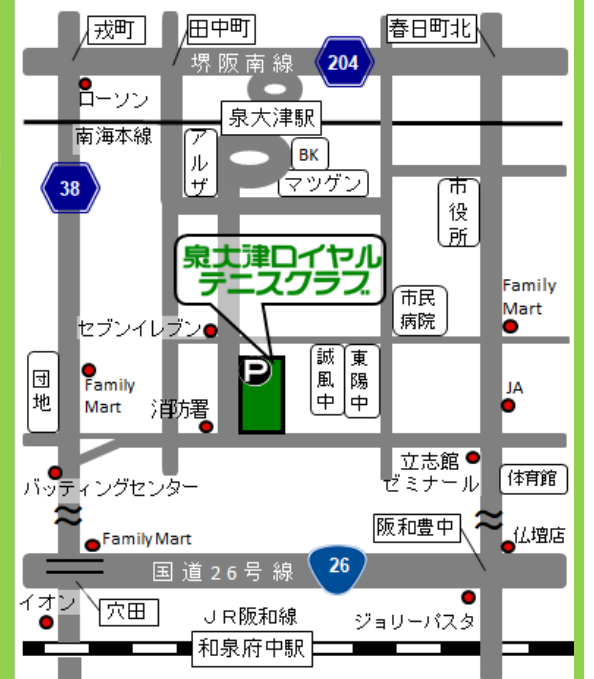 戎町
田中町
春日町北
堺阪南線
204
ローソン
泉大津駅
南海本線
アルザ
BK
マツゲン
38
市役所
泉大津ロイヤル
テニスクラブ
市民
病院
Family
Mart
セブンイレブン
団地
Family
Mart
P
誠風中
東陽中
JA
消防署
バッティングセンター
立志館
ゼミナール
体育館
阪和豊中
仏壇店
FamilyMart
国道26号線
26
イオン
穴田
JR阪和線
ジョリーパスタ
和泉府中駅